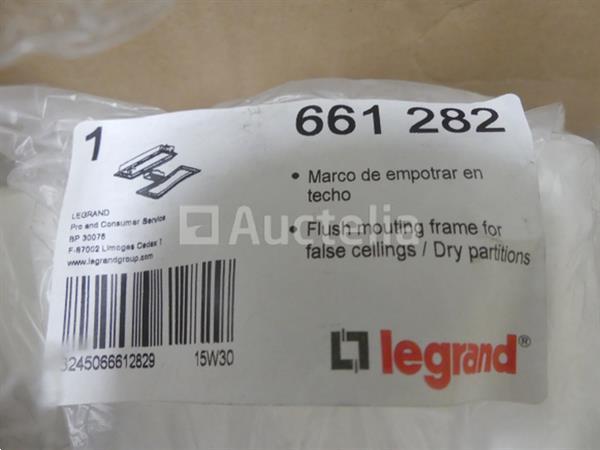 1
661 282
LEGRAND
Pro and Consumer Service
BP 30076
F-87002 Limoges Cedex 1
www.legrandgroup.com
• Marco de empotrar en
techo
• Flush mouting frame for
false ceilings / Dry partitions
Auctelia
3245066612829
15W30
legrand®